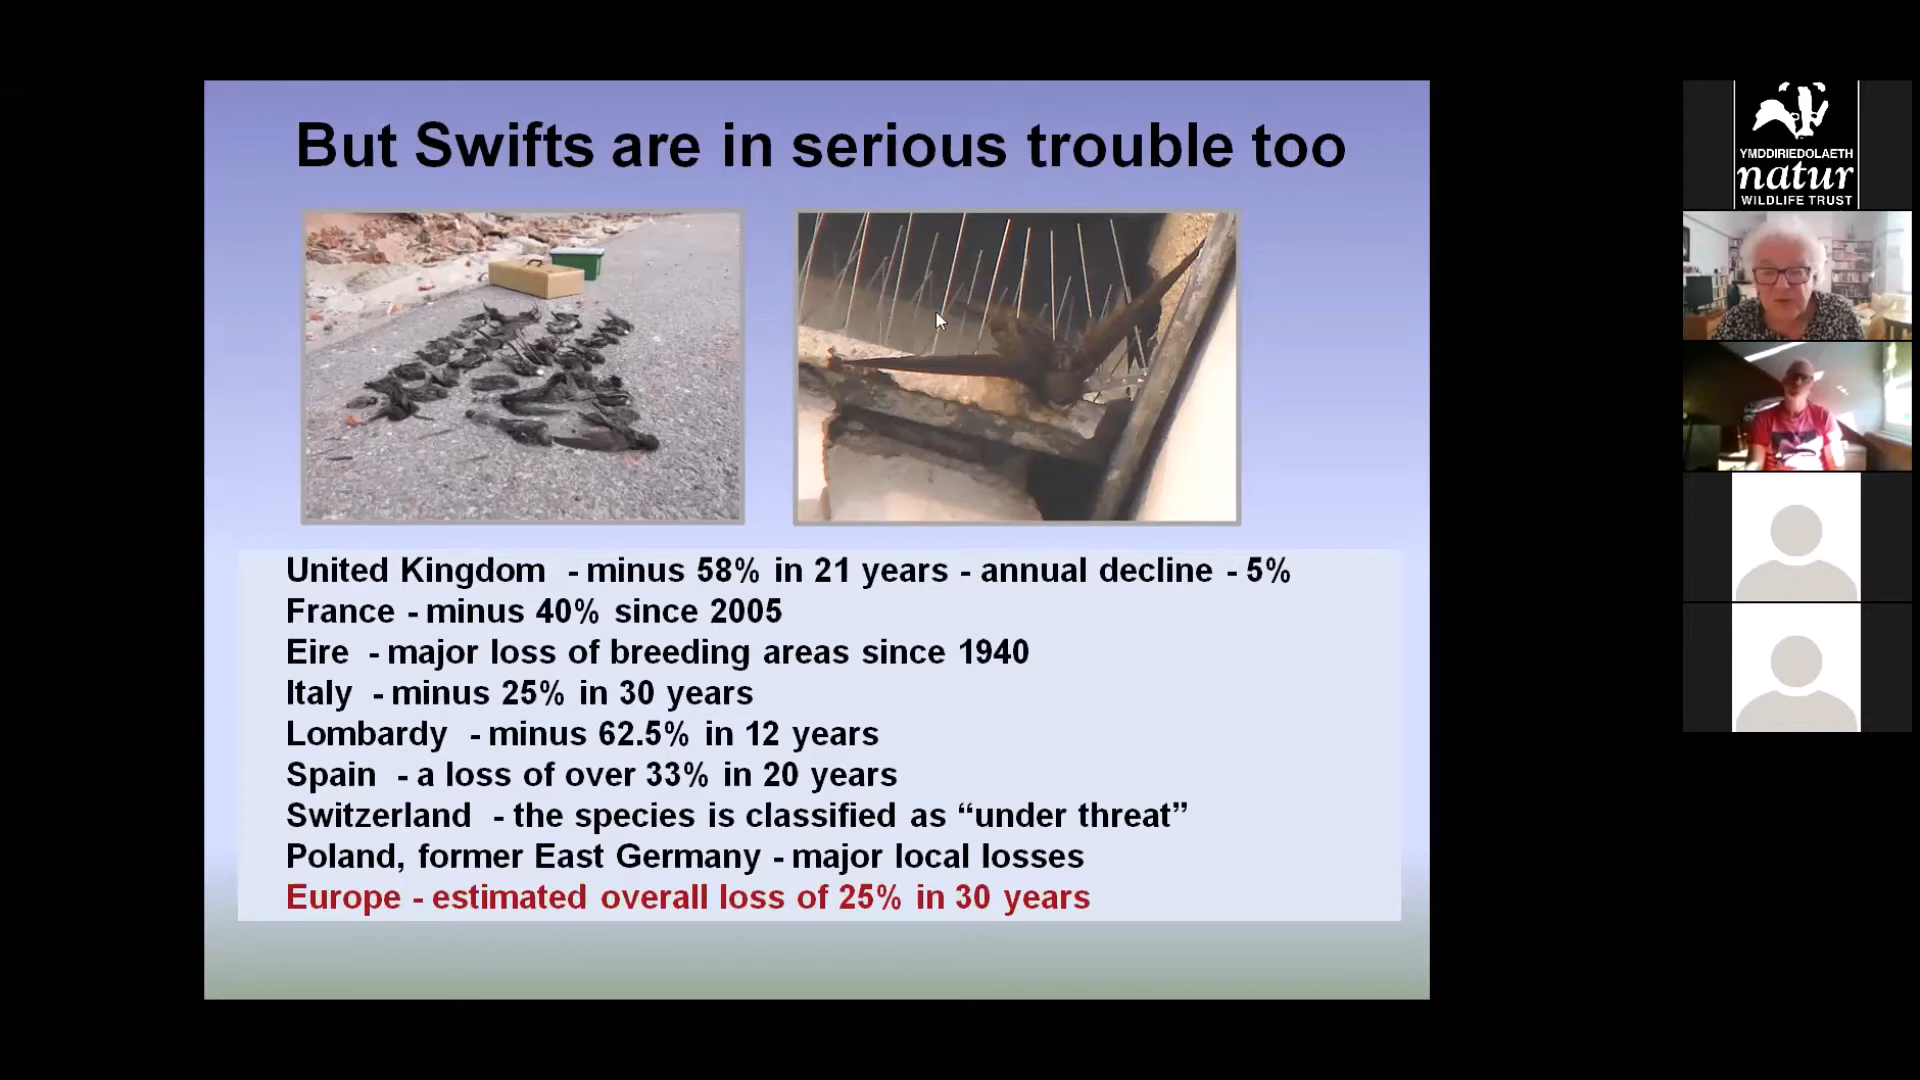 But Swifts are in serious trouble too
United Kingdom - minus 58% in 21 years - annual decline - 5%
France - minus 40% since 2005
Eire - major loss of breeding areas since 1940
Italy - minus 25% in 30 years
Lombardy - minus 62.5% in 12 years
Spain - a loss of over 33% in 20 years
Switzerland - the species is classified as “under threat”
Poland, former East Germany - major local losses
Europe - estimated overall loss of 25% in 30 years
YMDDIRIEDOLAETH
natur
WILDLIFE TRUST